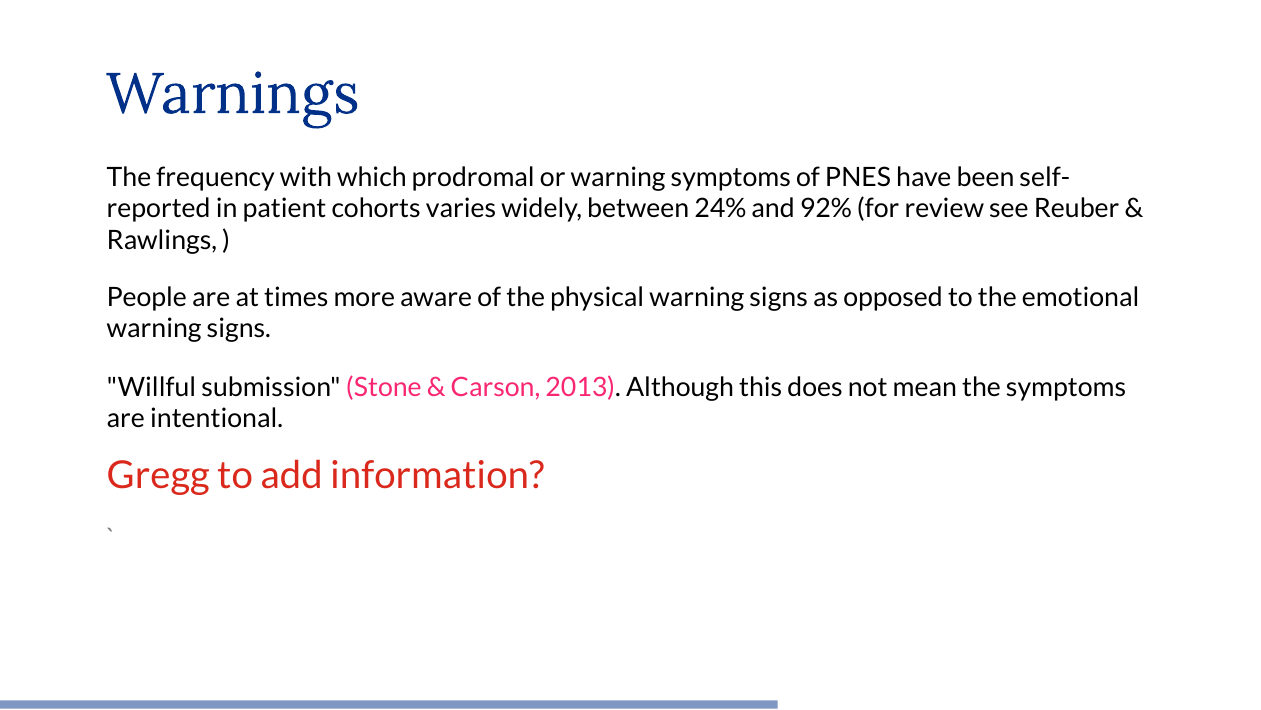 Warnings
The frequency with which prodromal or warning symptoms of PNES have been self-
reported in patient cohorts varies widely, between 24% and 92% (for review see Reuber &
Rawlings, )
People are at times more aware of the physical warning signs as opposed to the emotional
warning signs.
"Willful submission" (Stone & Carson, 2013). Although this does not mean the symptoms
are intentional.
Gregg to add information?
`